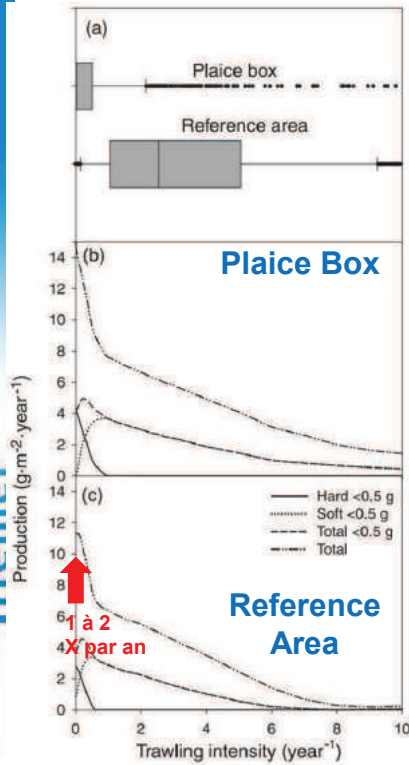 (a)
Plaice box
Reference area
(b)
Plaice Box
14
12
10
8
6
4
2
0
Production (g·m-2·year-1)
(c)
Hard <0.5 g
Soft <0.5 g
Total <0.5 g
Total
14
12
10
8
6
4
2
0
1 à 2
X par an
Reference
Area
0
2
4
6
8
10
Trawling intensity (year-1)